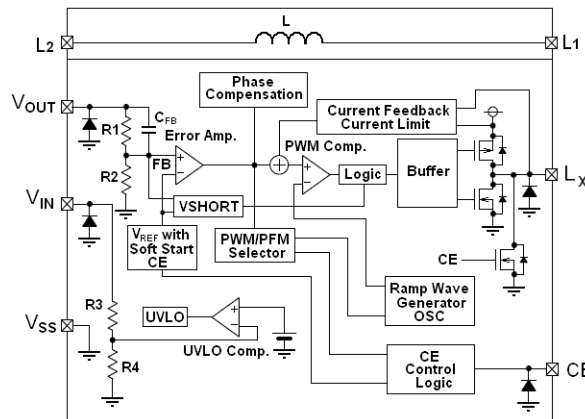 L
L2
L1
Phase
Compensation
VOUT
CFB
R1
Error Amp.
Current Feedback
Current Limit
PWM Comp.
+
-
FB
R2
+
+
-
Logic
Buffer
LX
VIN
VSHORT
VREF with
Soft Start
CE
PWM/PFM
Selector
CE
Ramp Wave
Generator
OSC
R3
UVLO
+
-
VSS
UVLO Comp.
R4
CE
Control
Logic
CE